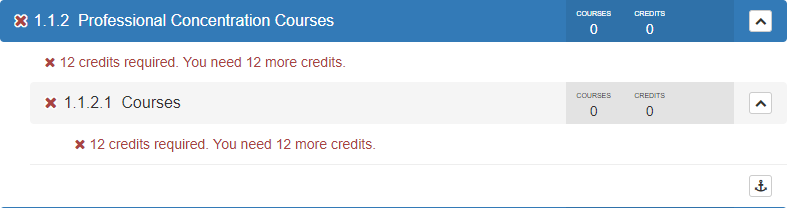 1.1.2 Professional Concentration Courses
COURSES CREDITS
0 0
12 credits required. You need 12 more credits.
1.1.2.1 Courses
COURSES CREDITS
0 0
12 credits required. You need 12 more credits.